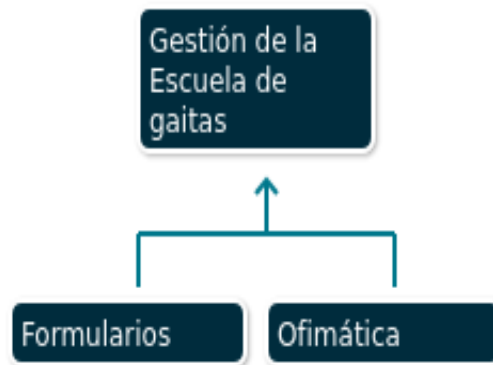 Gestión de la
Escuela de
gaitas
Formularios
Ofimática